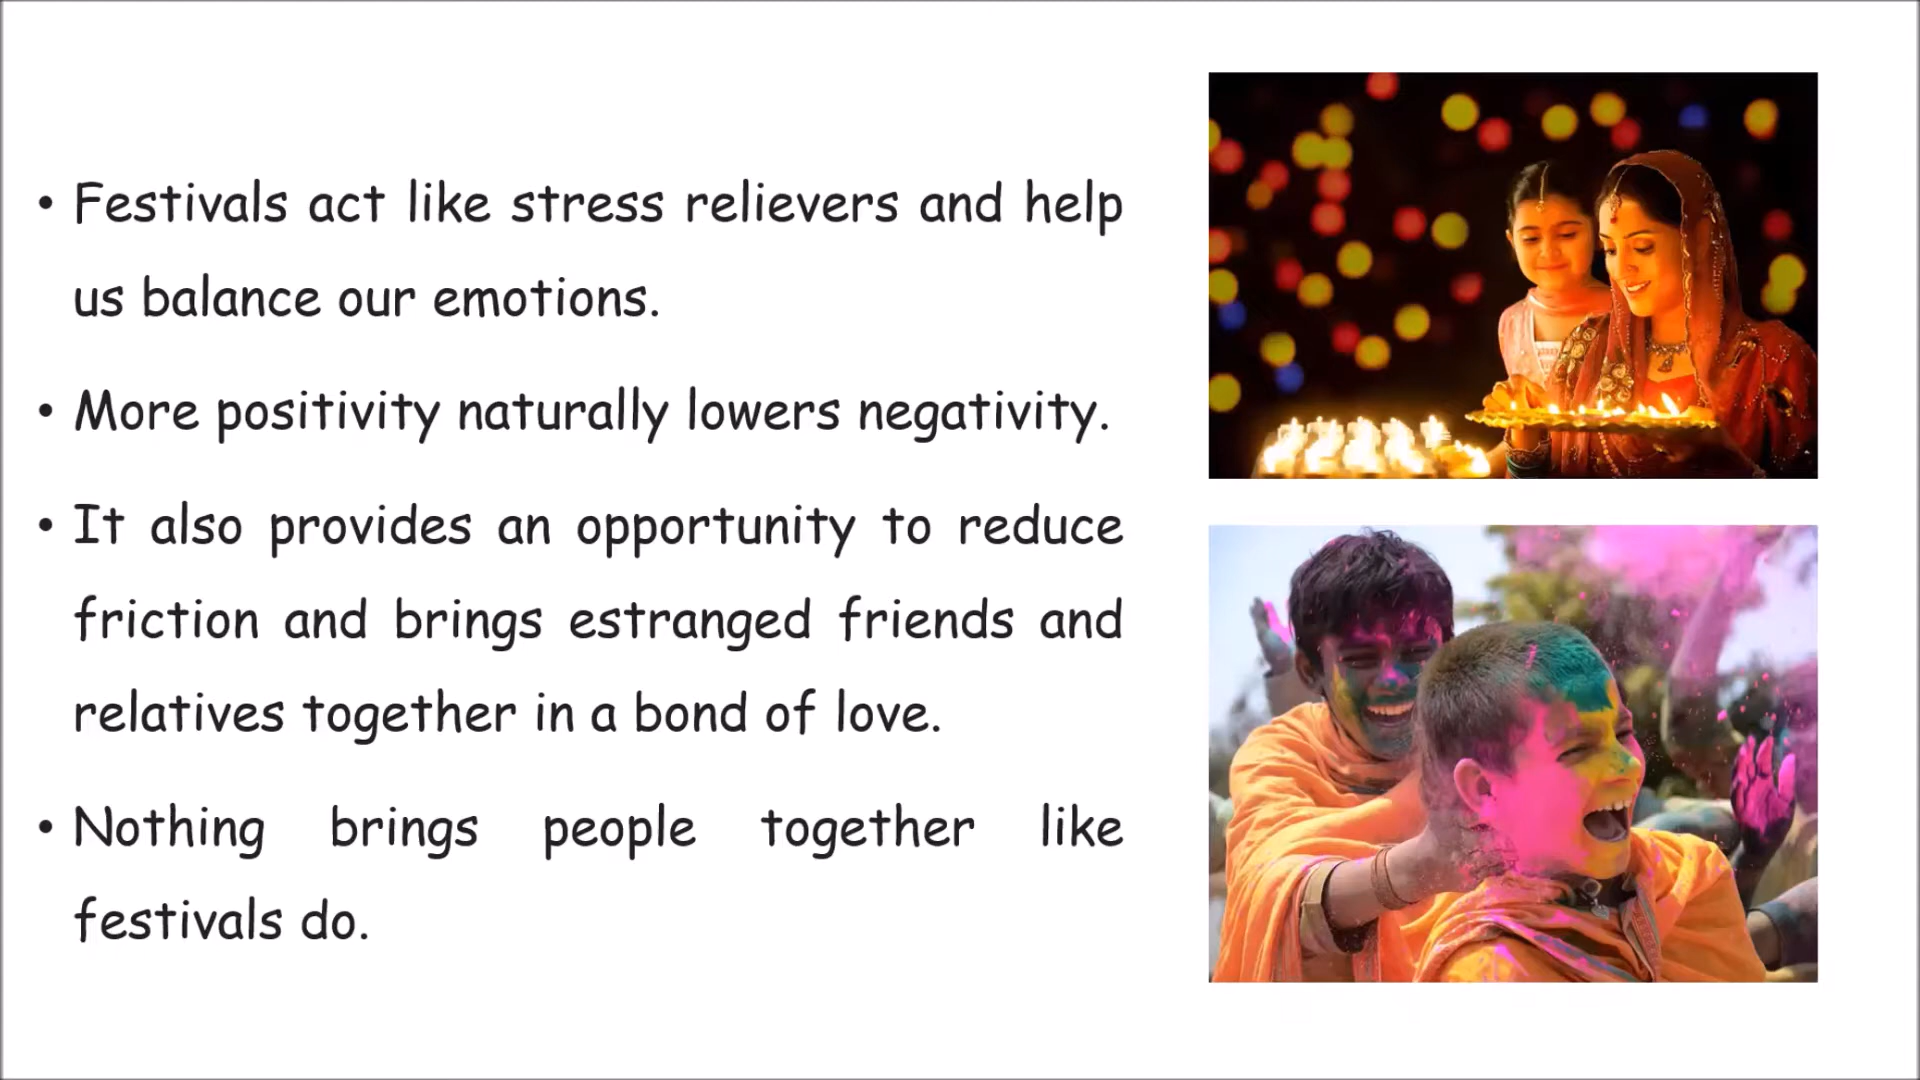 • Festivals act like stress relievers and help
us balance our emotions.
• More positivity naturally lowers negativity.
• It also provides an opportunity to reduce
friction and brings estranged friends and
relatives together in a bond of love.
• Nothing brings people together like
festivals do.